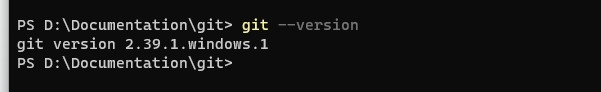 PS D:\Documentation\git> git --version
git version 2.39.1.windows.1
PS D:\Documentation\git>